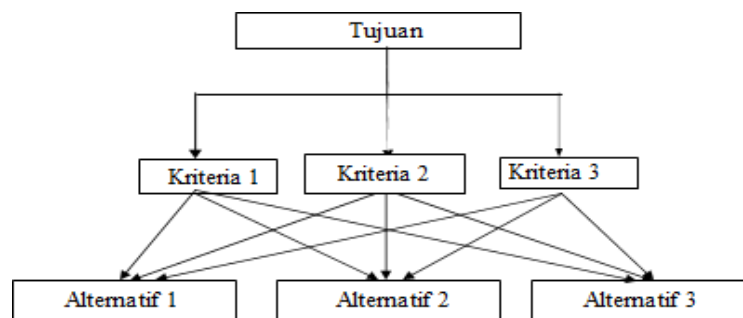 Tujuan
Kriteria 1
Kriteria 2
Kriteria 3
Alternatif 1
Alternatif 2
Alternatif 3